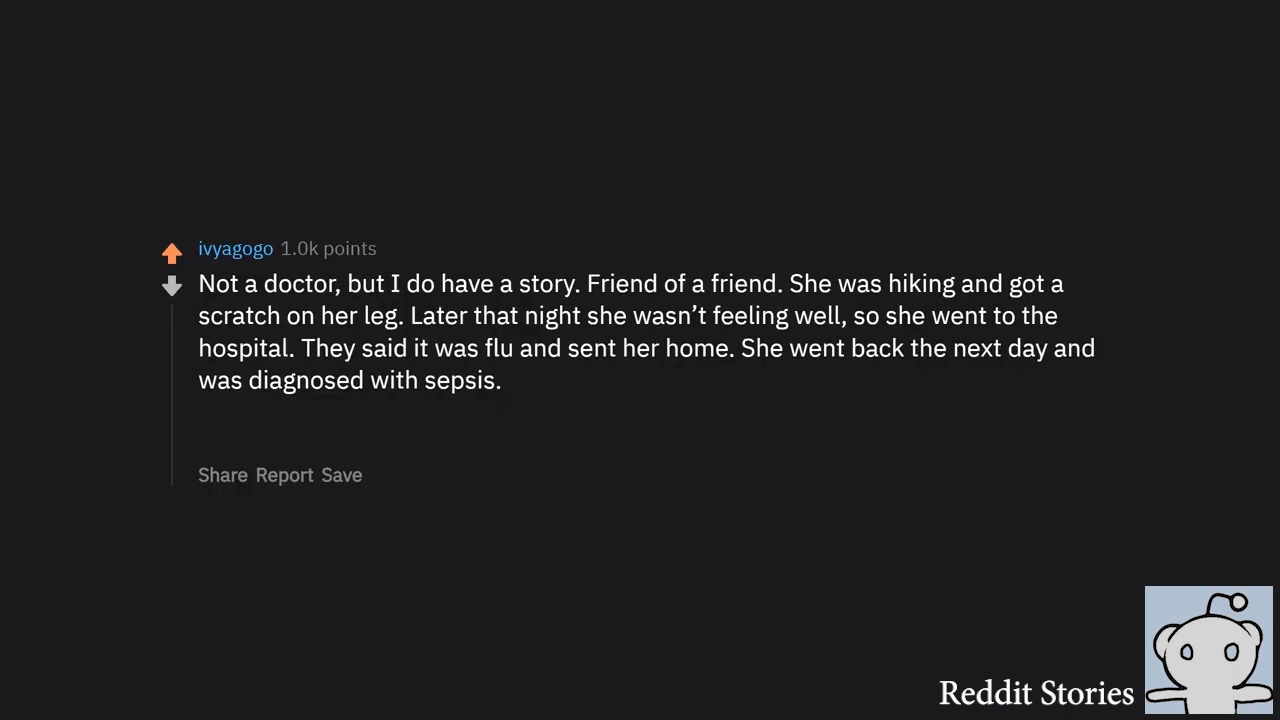 ivyagogo 1.0k points
Not a doctor, but I do have a story. Friend of a friend. She was hiking and got a
scratch on her leg. Later that night she wasn’t feeling well, so she went to the
hospital. They said it was flu and sent her home. She went back the next day and
was diagnosed with sepsis.
Share Report Save
Reddit Stories